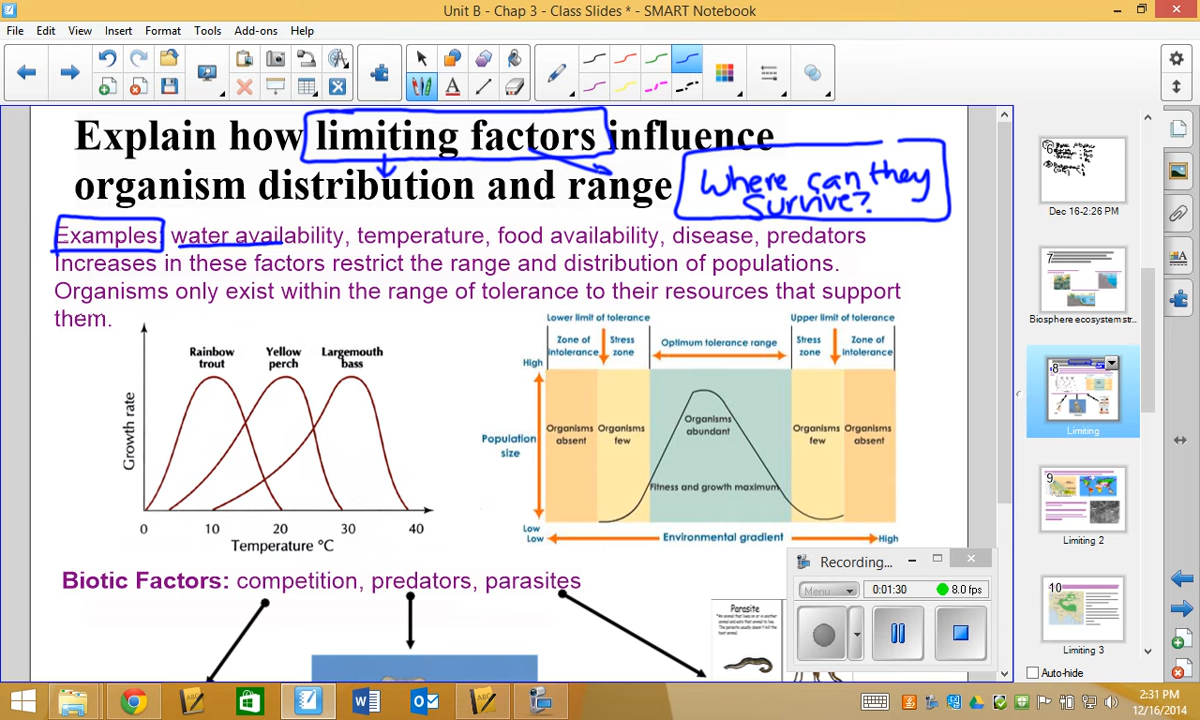 Unit B - Chap 3 - Class Slides * - SMART Notebook
File Edit View Insert Format Tools Add-ons Help
Explain how limiting factors influence
organism distribution and range
Where can they
survive?
Examples: water availability, temperature, food availability, disease, predators
Increases in these factors restrict the range and distribution of populations.
Organisms only exist within the range of tolerance to their resources that support
them.
Growth rate
Rainbow
trout
Yellow
perch
Largemouth
bass
0 10 20 30 40
Temperature °C
Lower limit of tolerance
Upper limit of tolerance
Zone of
intolerance
Stress
zone
Optimum tolerance range
Stress
zone
Zone of
intolerance
High
Population
size
Low
Organisms
absent
Organisms
few
Organisms
abundant
Organisms
few
Organisms
absent
Fitness and growth maximum
Low
Environmental gradient
High
Biotic Factors: competition, predators, parasites
Parasite
Recording...
Menu
0:01:30
8.0 fps
6
Dec 16-2:26 PM
7
Biosphere ecosystem str...
8
Limiting
9
Limiting 2
10
Limiting 3
Auto-hide
2:31 PM
12/16/2014